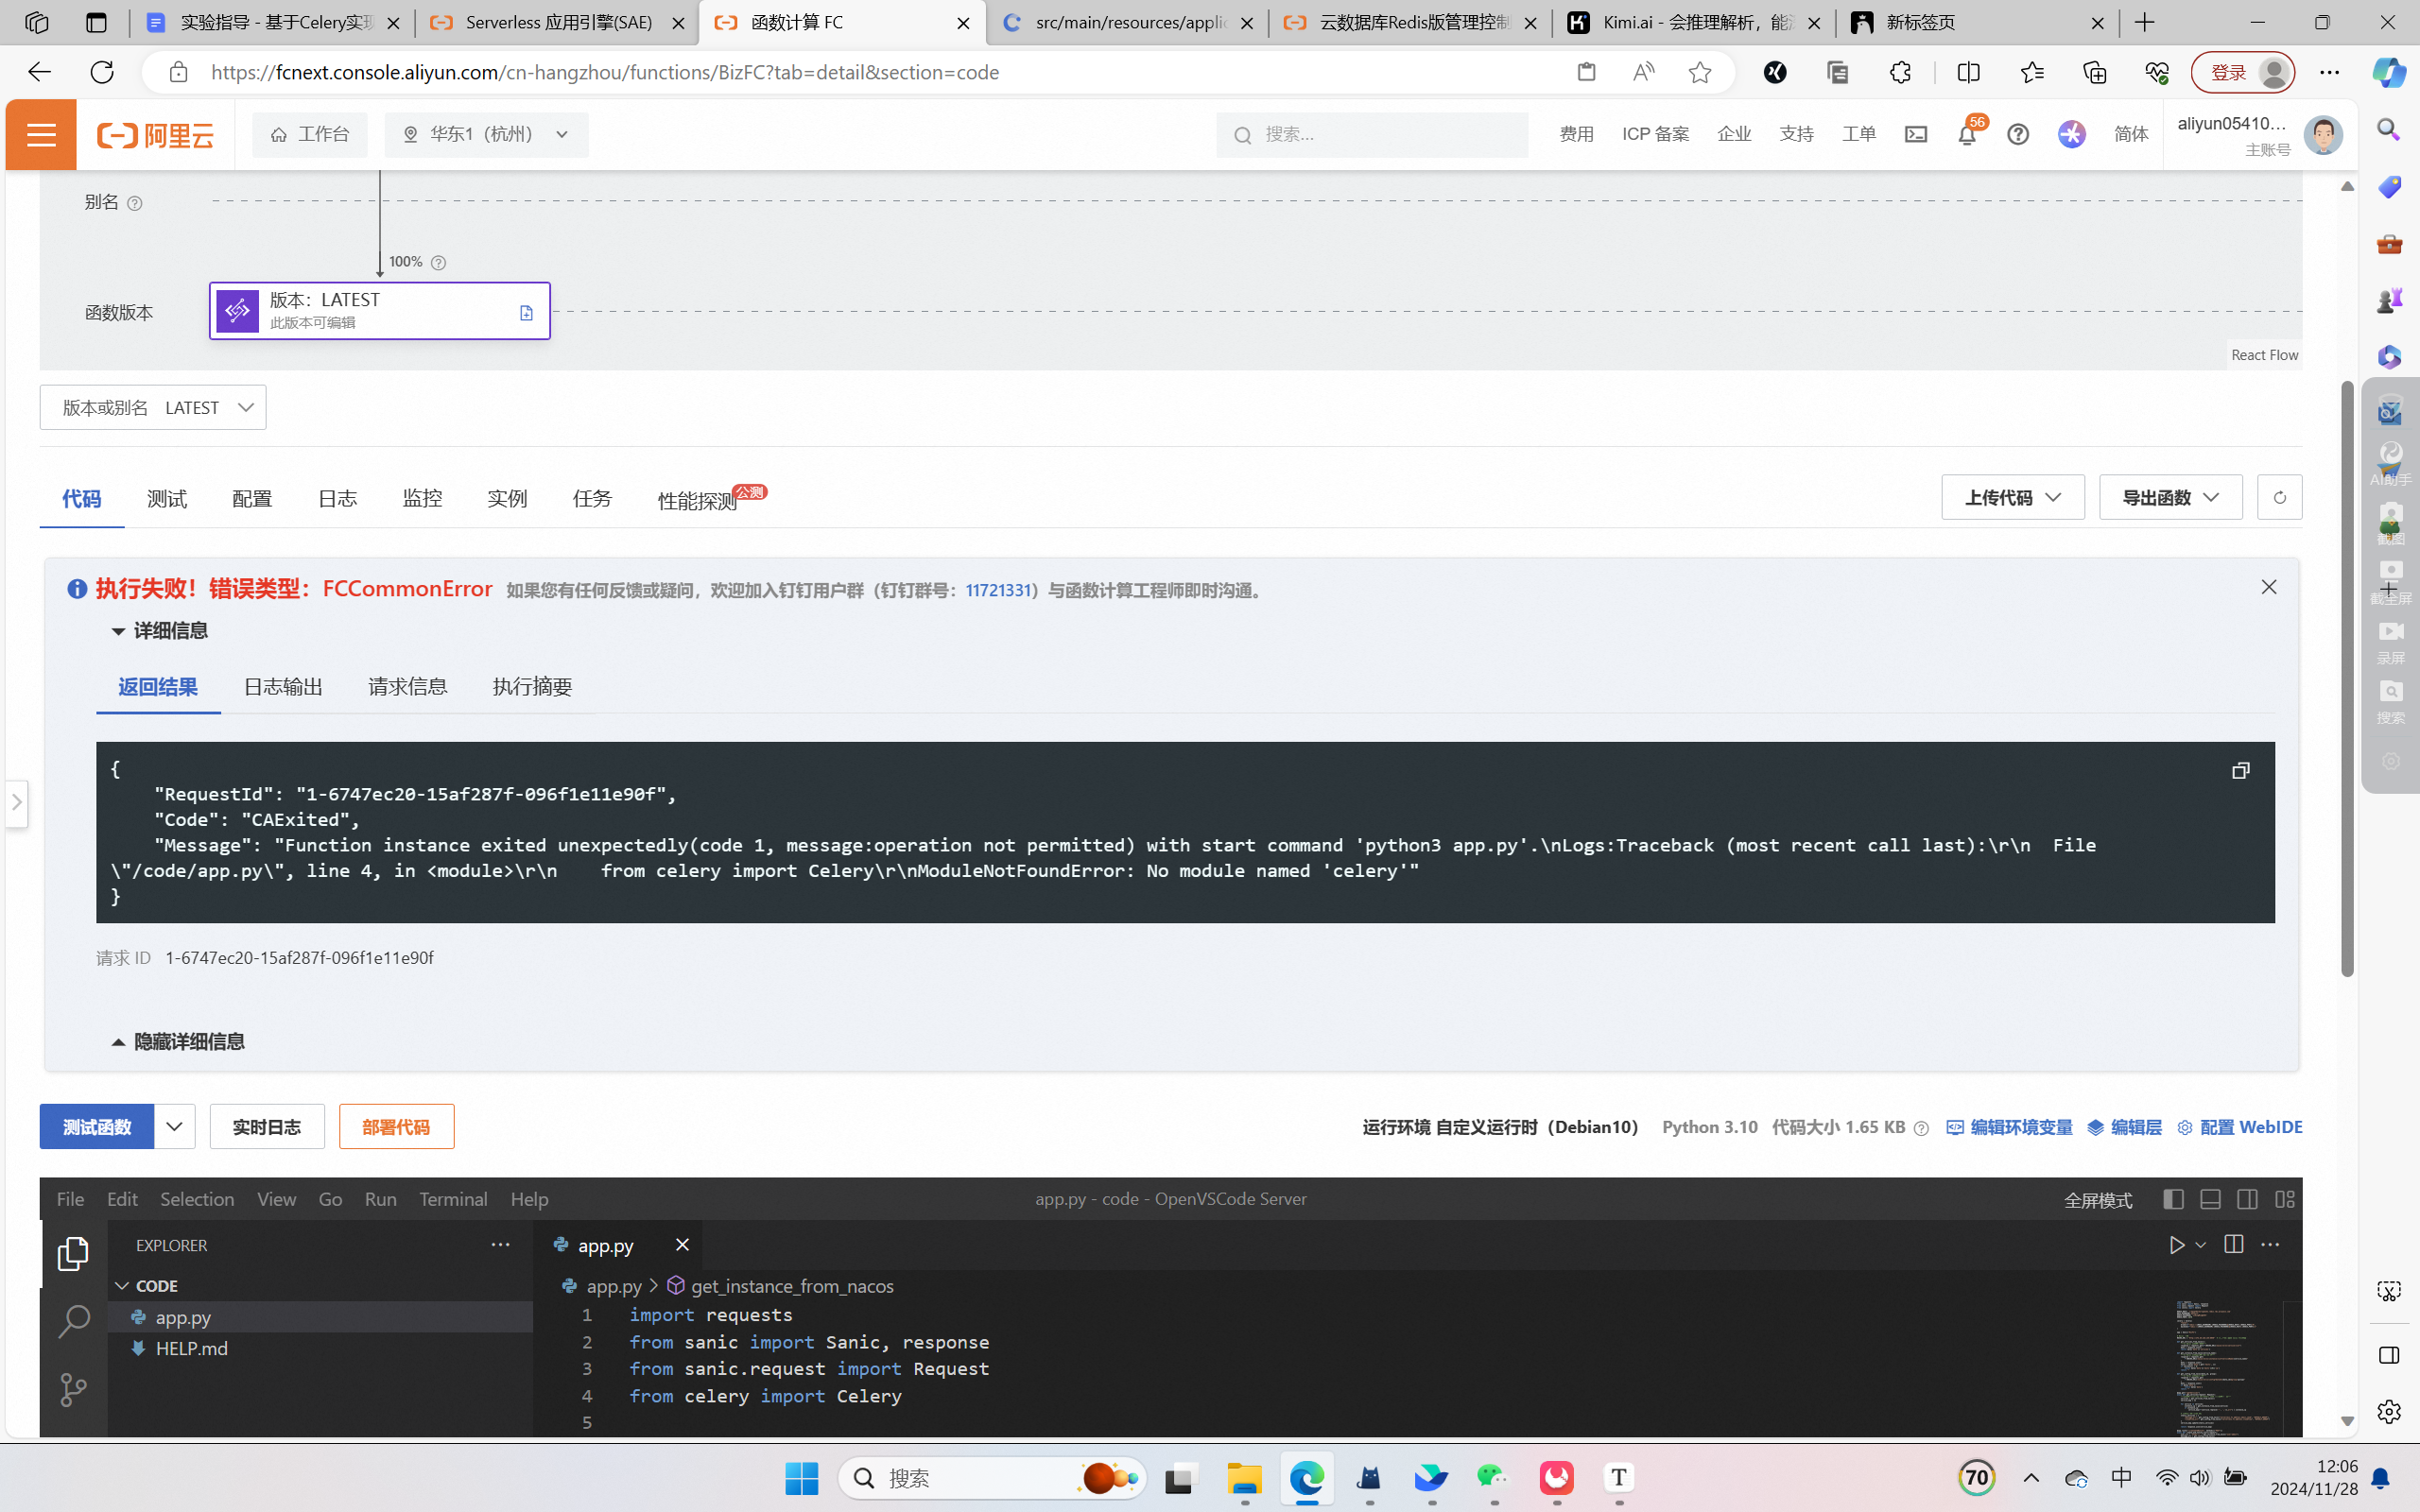 实验指导 - 基于Celery实现
Serverless 应用引擎(SAE)
函数计算 FC
src/main/resources/applic
云数据库Redis版管理控制
Kimi.ai - 会推理解析，能深
新标签页
https://fcnext.console.aliyun.com/cn-hangzhou/functions/BizFC?tab=detail&section=code
登录
阿里云
工作台
华东1（杭州）
搜索...
费用
ICP 备案
企业
支持
工单
56
简体
aliyun05410...
主账号
别名
100%
函数版本
版本：LATEST
此版本可编辑
React Flow
版本或别名 LATEST
代码
测试
配置
日志
监控
实例
任务
性能探测
公测
上传代码
导出函数
执行失败！错误类型：FCCommonError 如果您有任何反馈或疑问，欢迎加入钉钉用户群（钉钉群号：11721331）与函数计算工程师即时沟通。
详细信息
返回结果
日志输出
请求信息
执行摘要
{
"RequestId": "1-6747ec20-15af287f-096f1e11e90f",
"Code": "CAExited",
"Message": "Function instance exited unexpectedly(code 1, message:operation not permitted) with start command 'python3 app.py'.\nLogs:Traceback (most recent call last):\r\n  File
\"/code/app.py\", line 4, in <module>\r\n    from celery import Celery\r\nModuleNotFoundError: No module named 'celery'"
}
请求 ID 1-6747ec20-15af287f-096f1e11e90f
隐藏详细信息
测试函数
实时日志
部署代码
运行环境 自定义运行时（Debian10） Python 3.10 代码大小 1.65 KB
编辑环境变量
编辑层
配置 WebIDE
File Edit Selection View Go Run Terminal Help
app.py - code - OpenVSCode Server
全屏模式
EXPLORER
app.py
CODE
app.py > get_instance_from_nacos
app.py
HELP.md
1 import requests
2 from sanic import Sanic, response
3 from sanic.request import Request
4 from celery import Celery
5
AI助手
截图
截全屏
录屏
搜索
搜索
70
中
12:06
2024/11/28